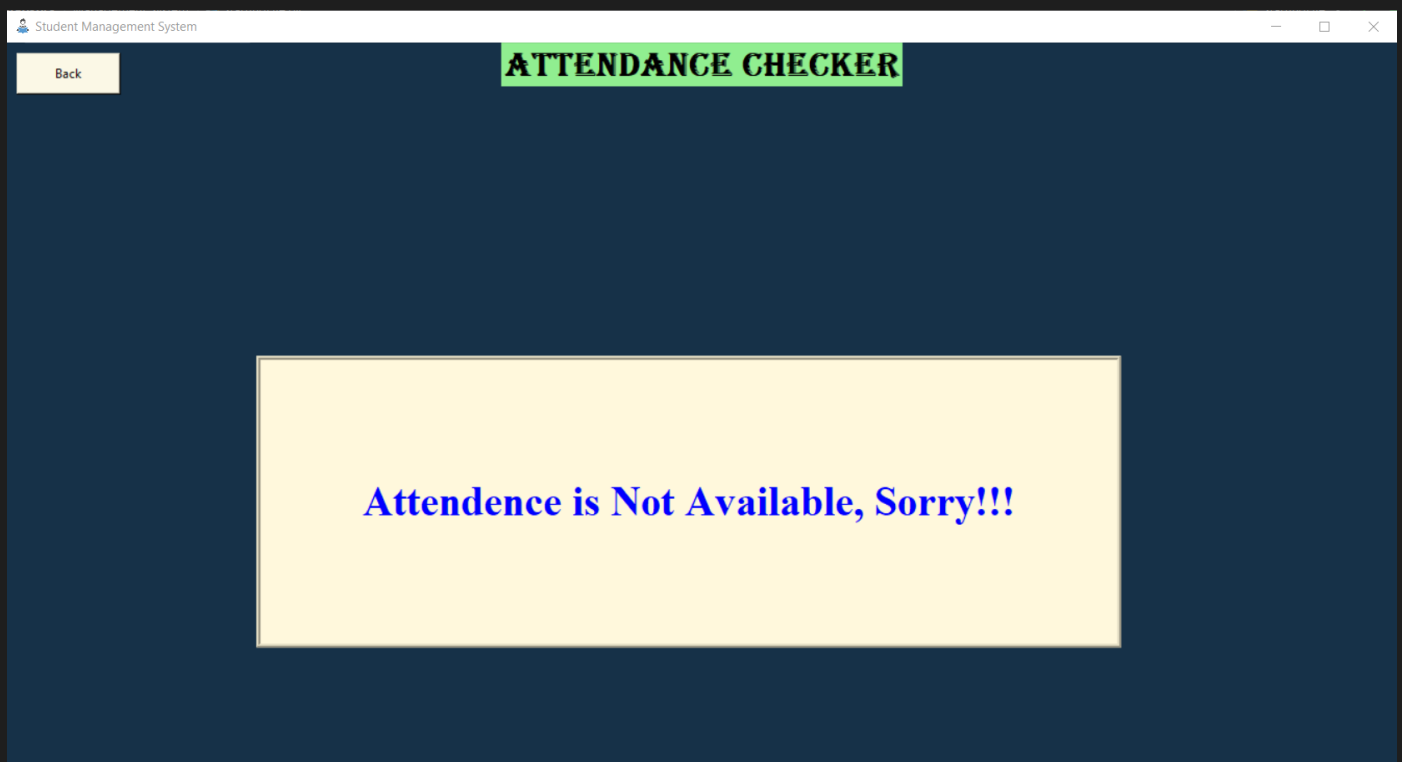 Student Management System
Back
ATTENDANCE CHECKER
Attendence is Not Available, Sorry!!!